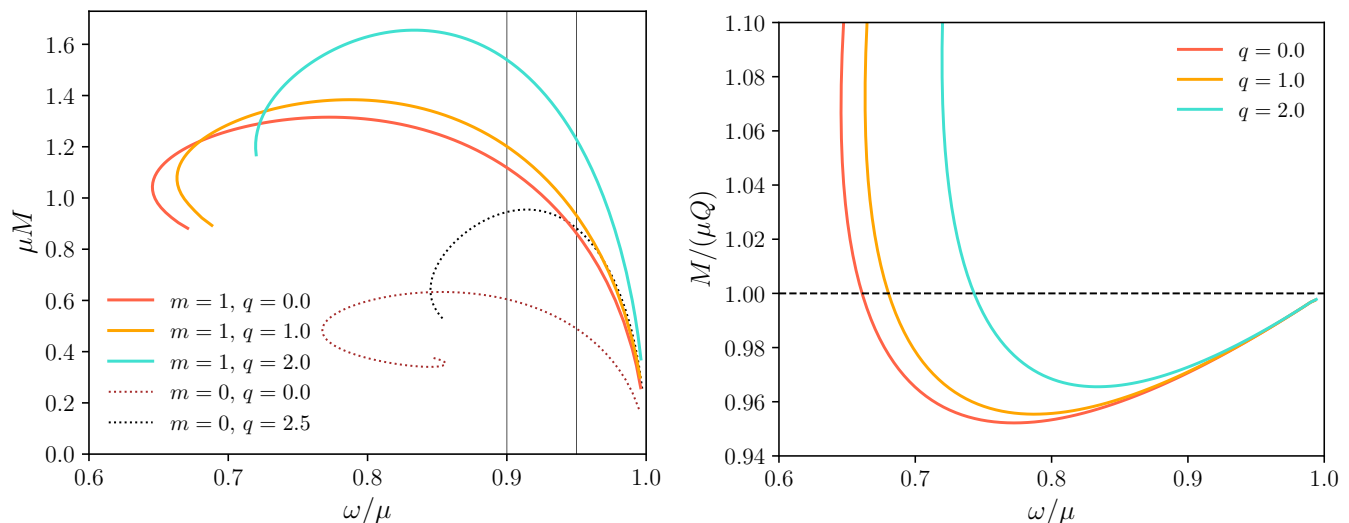 μM
1.6
1.4
1.2
1.0
0.8
0.6
0.4
0.2
0.0
m = 1, q = 0.0
m = 1, q = 1.0
m = 1, q = 2.0
m = 0, q = 0.0
m = 0, q = 2.5
0.6 0.7 0.8 0.9 1.0
ω/μ
M/(μQ)
1.10
1.08
1.06
1.04
1.02
1.00
0.98
0.96
0.94
q = 0.0
q = 1.0
q = 2.0
0.6 0.7 0.8 0.9 1.0
ω/μ